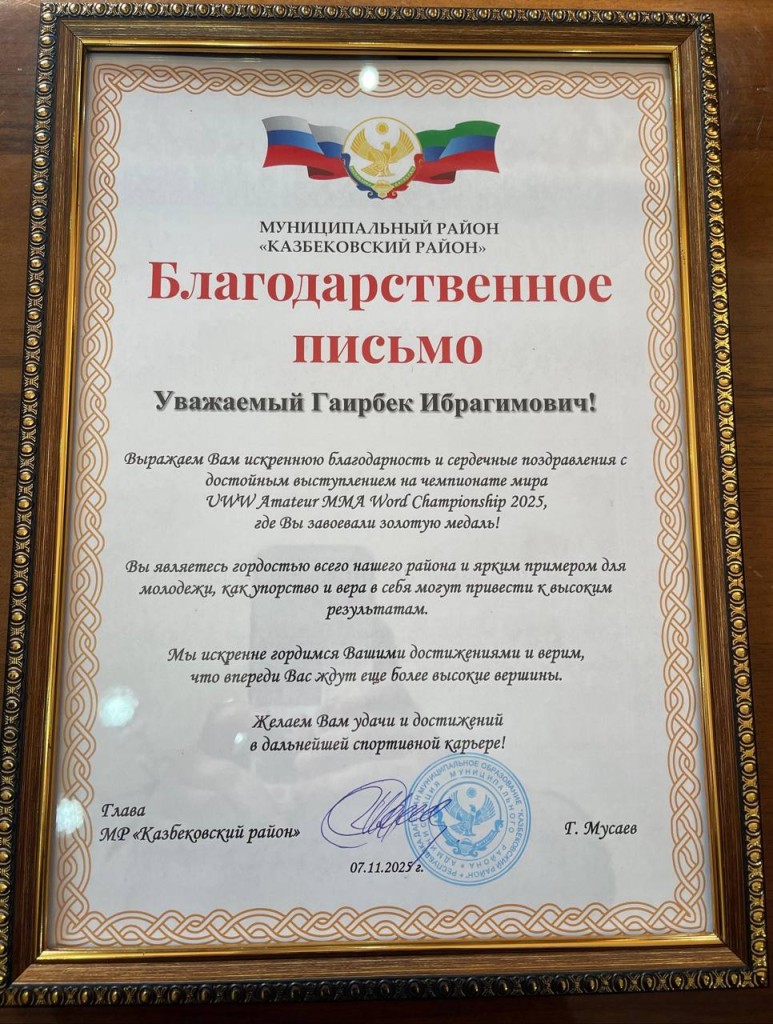 МУНИЦИПАЛЬНЫЙ РАЙОН
«КАЗБЕКОВСКИЙ РАЙОН»
Благодарственное
письмо
Уважаемый Гаирбек Ибрагимович!
Выражаем Вам искреннюю благодарность и сердечные поздравления с
достойным выступлением на чемпионате мира
UWW Amateur MMA Word Championship 2025,
где Вы завоевали золотую медаль!
Вы являетесь гордостью всего нашего района и ярким примером для
молодежи, как упорство и вера в себя могут привести к высоким
результатам.
Мы искренне гордимся Вашими достижениями и верим,
что впереди Вас ждут еще более высокие вершины.
Желаем Вам удачи и достижений
в дальнейшей спортивной карьере!
Глава
МР «Казбековский район»
Г. Мусаев
07.11.2025 г.